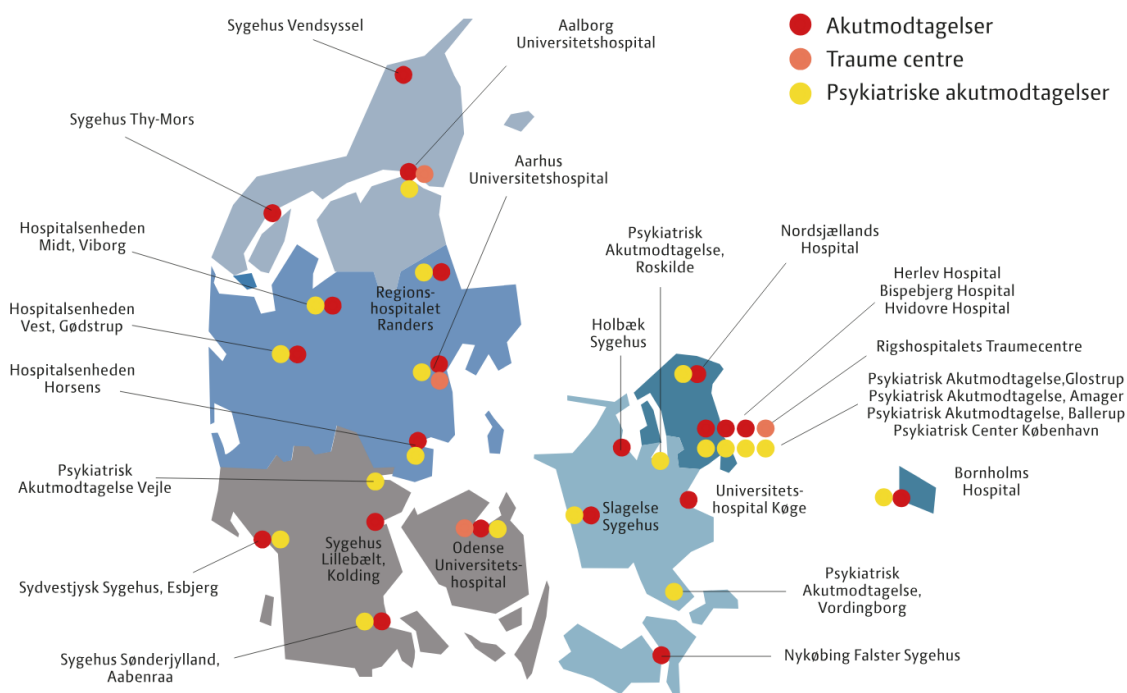 Sygehus Vendsyssel
Aalborg
Universitetshospital
Akutmodtagelser
Traume centre
Psykiatriske akutmodtagelser
Sygehus Thy-Mors
Aarhus
Universitetshospital
Hospitalsenheden
Midt, Viborg
Psykiatrisk
Akutmodtagelse,
Roskilde
Nordsjællands
Hospital
Regions-
hospitalet
Randers
Herlev Hospital
Bispebjerg Hospital
Hvidovre Hospital
Hospitalsenheden
Vest, Gødstrup
Holbæk
Sygehus
Rigshospitalets Traumecentre
Hospitalsenheden
Horsens
Psykiatrisk Akutmodtagelse,Glostrup
Psykiatrisk Akutmodtagelse, Amager
Psykiatrisk Akutmodtagelse, Ballerup
Psykiatrisk Center København
Psykiatrisk
Akutmodtagelse Vejle
Bornholms
Hospital
Universitets-
hospital Køge
Slagelse
Sygehus
Sygehus
Lillebælt,
Kolding
Odense
Universitets-
hospital
Sydvestjysk Sygehus, Esbjerg
Psykiatrisk
Akutmodtagelse,
Vordingborg
Sygehus Sønderjylland,
Aabenraa
Nykøbing Falster Sygehus